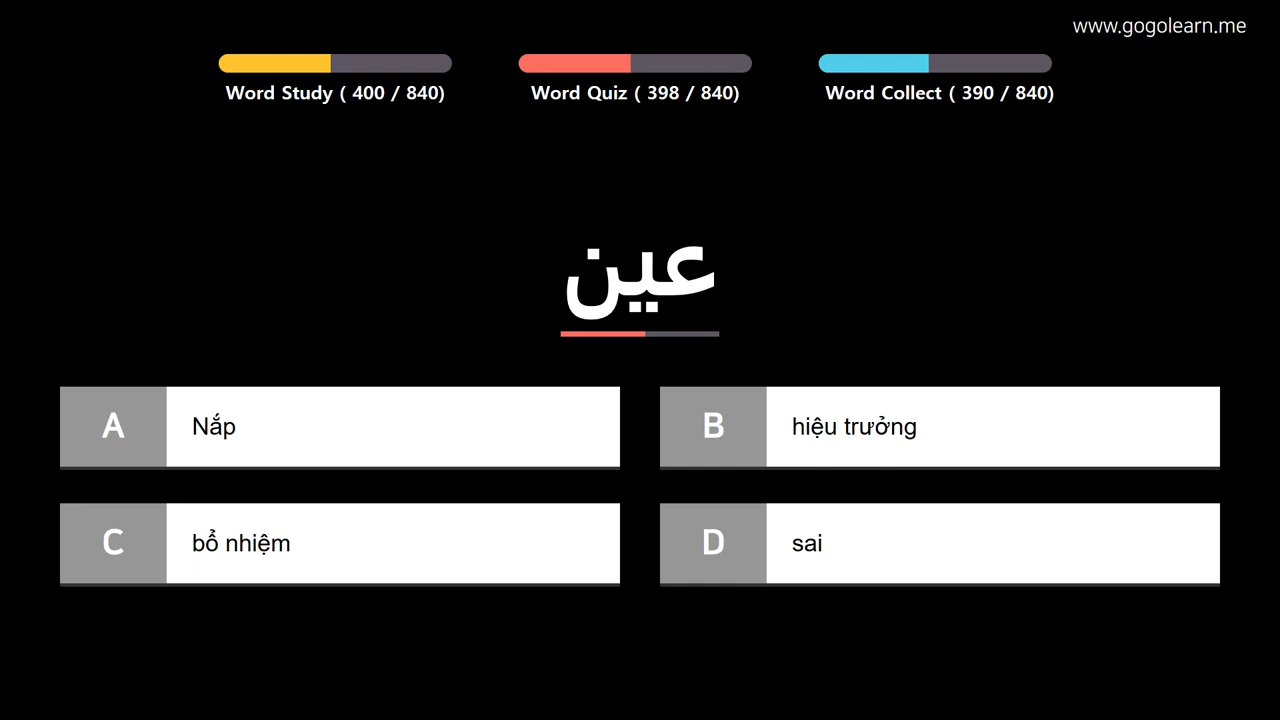 www.gogolearn.me
Word Study ( 400 / 840)
Word Quiz ( 398 / 840)
Word Collect ( 390 / 840)
عين
A Nắp
B hiệu trưởng
C bổ nhiệm
D sai